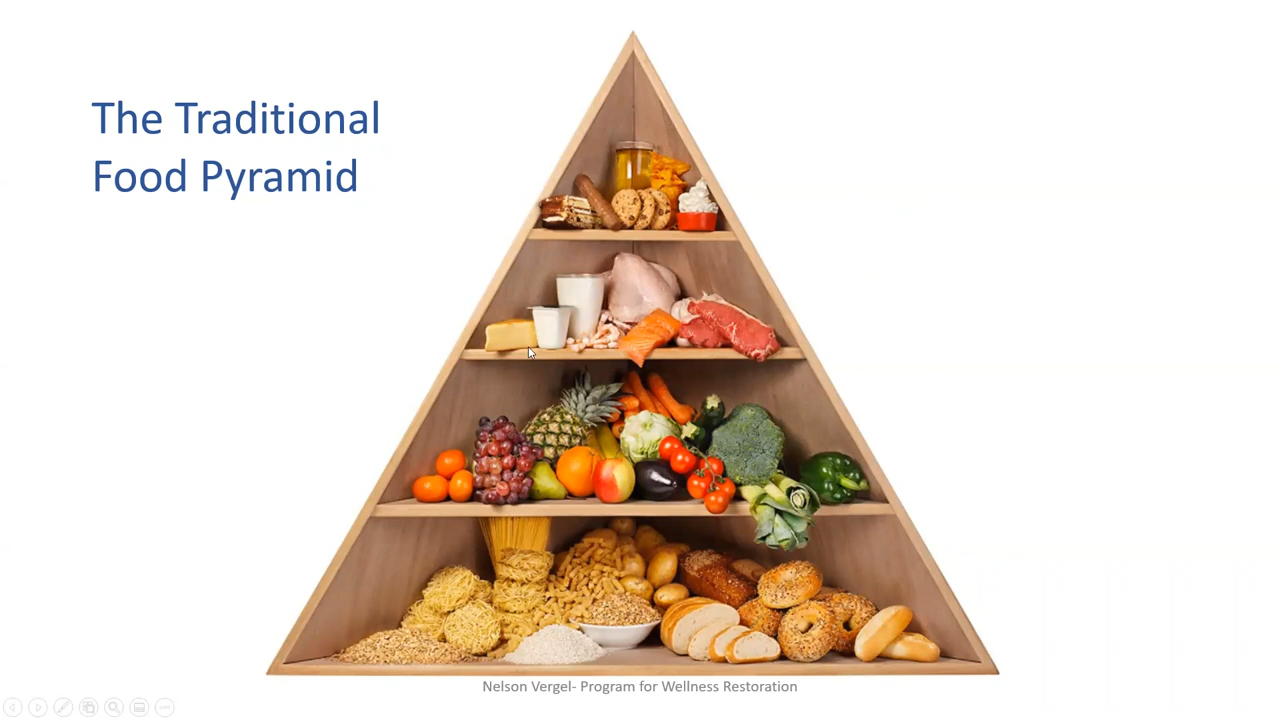 The Traditional
Food Pyramid
Nelson Vergel- Program for Wellness Restoration